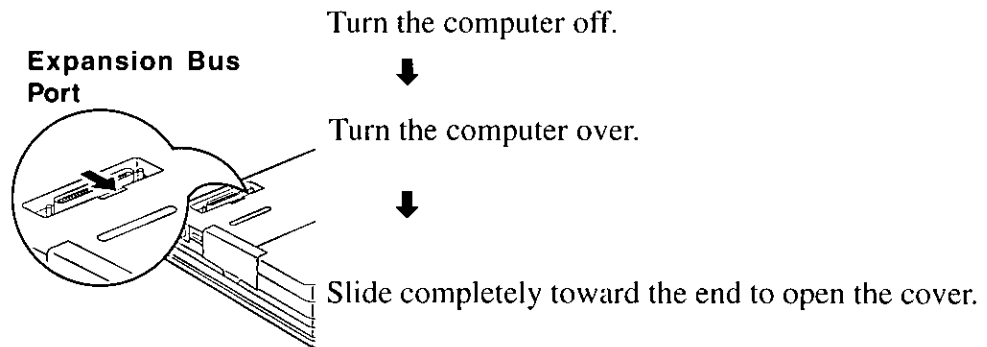 Turn the computer off.
Expansion Bus
Port
Turn the computer over.
Slide completely toward the end to open the cover.